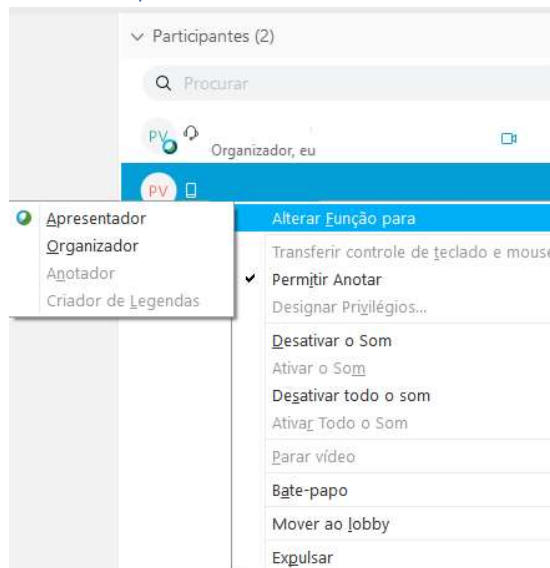 Participantes (2)
Procurar
PV
Organizador, eu
PV
Apresentador
Organizador
Anotador
Criador de Legendas
Alterar Função para
Transferir controle de teclado e mouse
Permitir Anotar
Designar Privilégios...
Desativar o Som
Ativar o Som
Desativar todo o som
Ativar Todo o Som
Parar vídeo
Bate-papo
Mover ao lobby
Expulsar